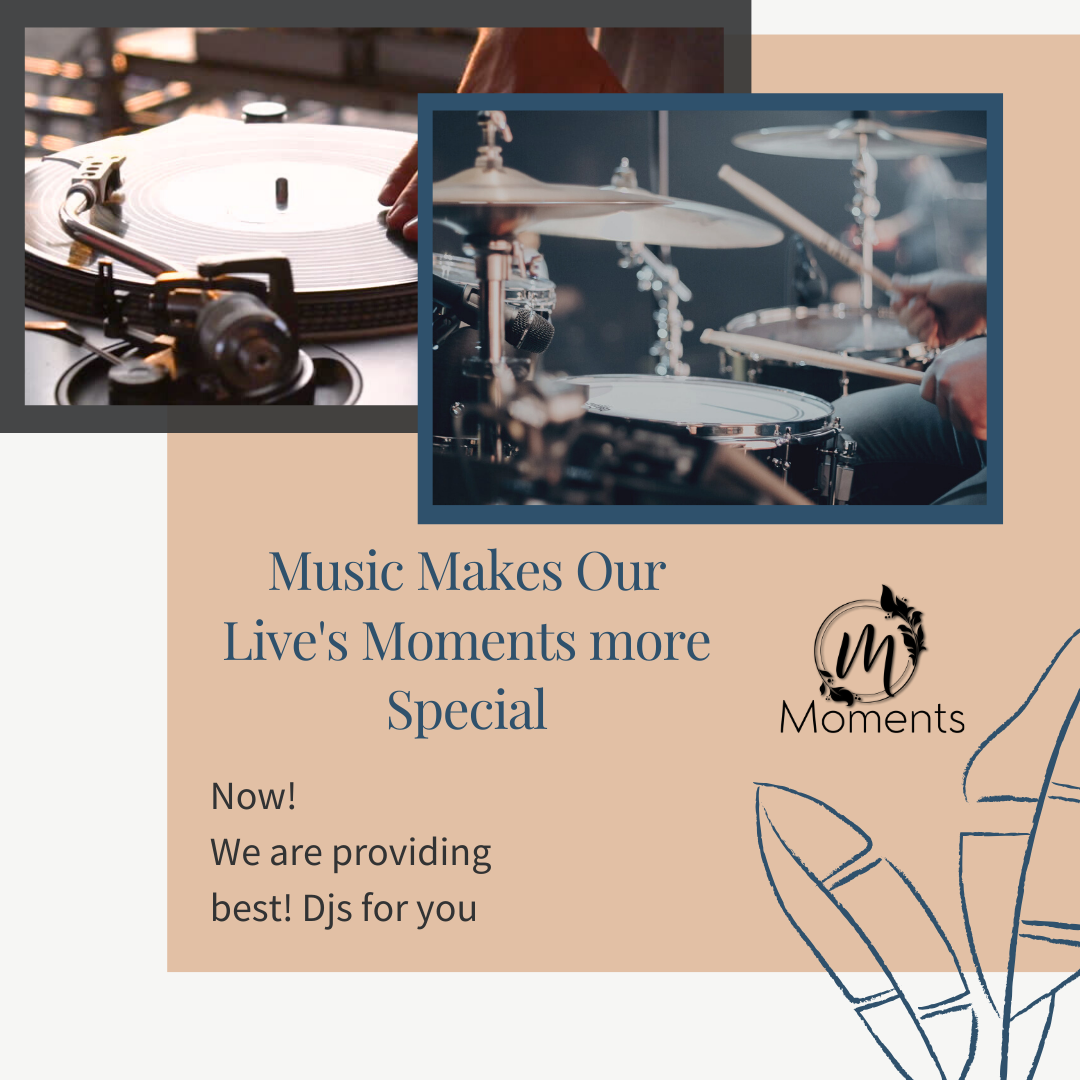 Music Makes Our
Live's Moments more
Special
m
Moments
Now!
We are providing
best! Djs for you